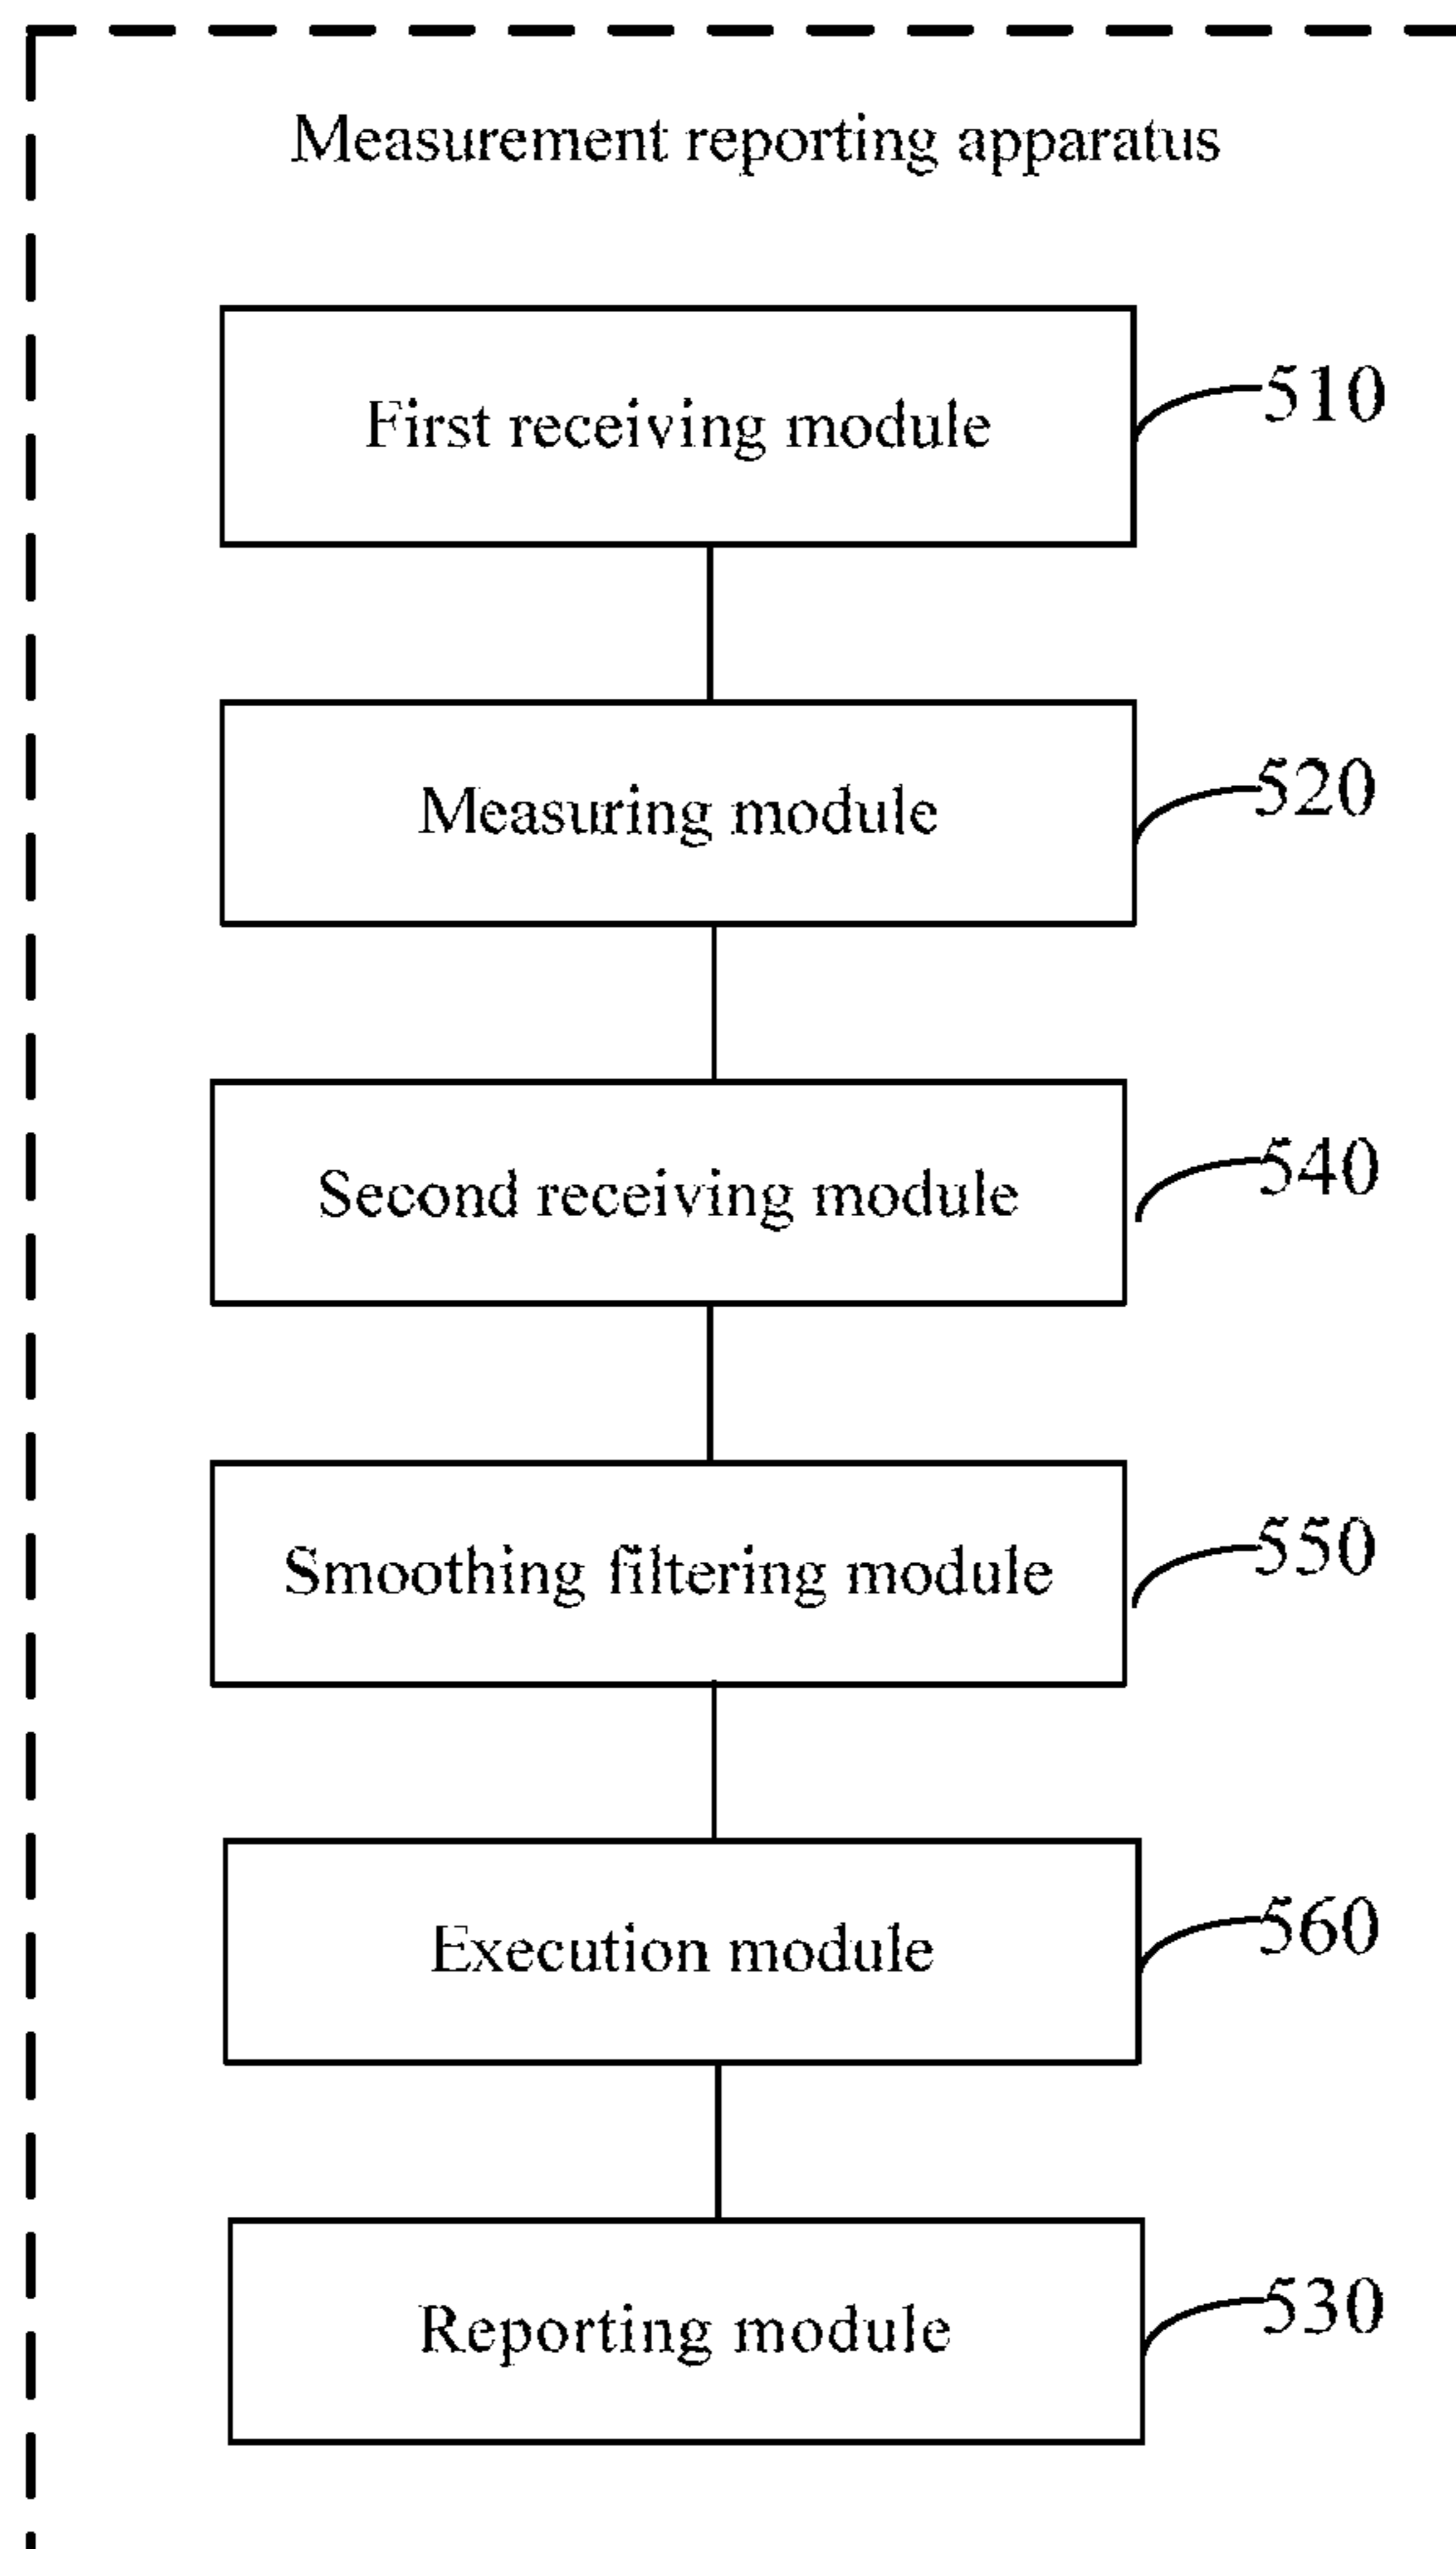 Measurement reporting apparatus
First receiving module
510
Measuring module
520
Second receiving module
540
Smoothing filtering module
550
Execution module
560
Reporting module
530